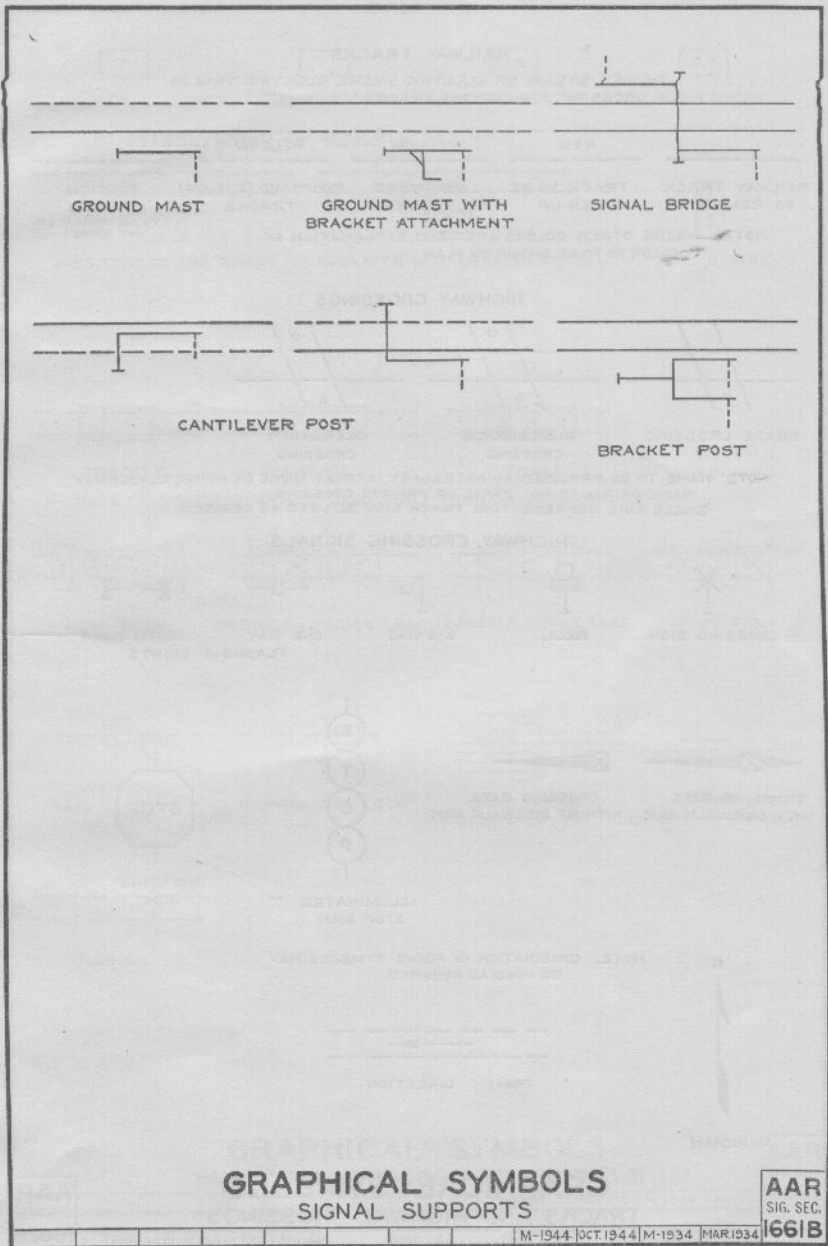 GROUND MAST
GROUND MAST WITH
BRACKET ATTACHMENT
SIGNAL BRIDGE
CANTILEVER POST
BRACKET POST
GRAPHICAL SYMBOLS
SIGNAL SUPPORTS
M-1944 OCT.1944 M-1934 MAR.1934
AAR
SIG. SEC.
1661B